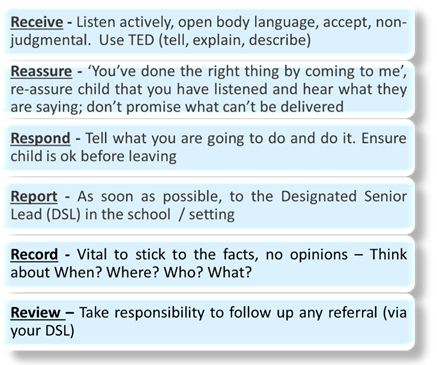 Receive - Listen actively, open body language, accept, non-
judgmental.  Use TED (tell, explain, describe)
Reassure - ‘You’ve done the right thing by coming to me’,
re-assure child that you have listened and hear what they
are saying; don’t promise what can’t be delivered
Respond - Tell what you are going to do and do it. Ensure
child is ok before leaving
Report - As soon as possible, to the Designated Senior
Lead (DSL) in the school  / setting
Record - Vital to stick to the facts, no opinions – Think
about When? Where? Who? What?
Review – Take responsibility to follow up any referral (via
your DSL)